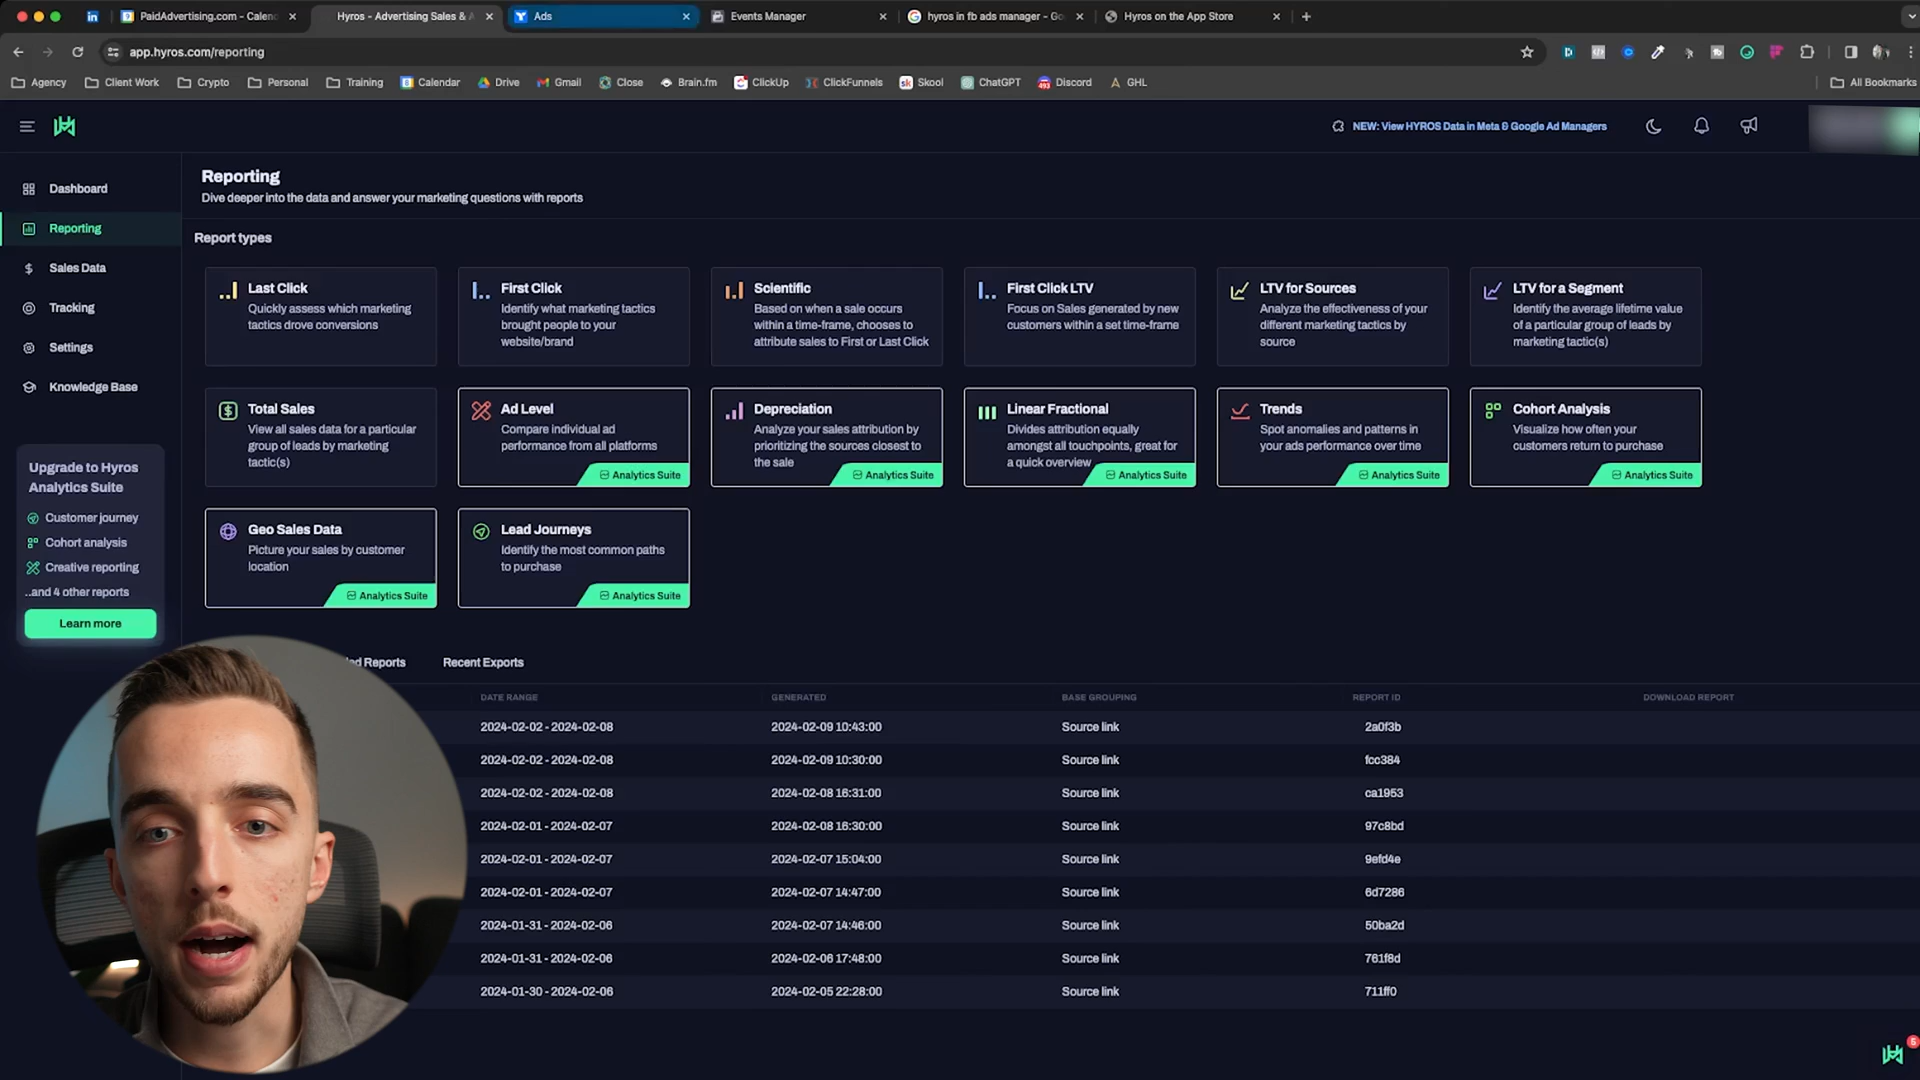 PaidAdvertising.com - Calend
Hyros - Advertising Sales & A
Ads
Events Manager
hyros in fb ads manager - Go
Hyros on the App Store
app.hyros.com/reporting
Agency
Client Work
Crypto
Personal
Training
Calendar
Drive
Gmail
Close
Brain.fm
ClickUp
ClickFunnels
Skool
ChatGPT
Discord
GHL
All Bookmarks
NEW: View HYROS Data in Meta & Google Ad Managers
Dashboard
Reporting
Sales Data
Tracking
Settings
Knowledge Base
Upgrade to Hyros
Analytics Suite
Customer journey
Cohort analysis
Creative reporting
..and 4 other reports
Learn more
Reporting
Dive deeper into the data and answer your marketing questions with reports
Report types
Last Click
Quickly assess which marketing
tactics drove conversions
First Click
Identify what marketing tactics
brought people to your
website/brand
Scientific
Based on when a sale occurs
within a time-frame, chooses to
attribute sales to First or Last Click
First Click LTV
Focus on Sales generated by new
customers within a set time-frame
LTV for Sources
Analyze the effectiveness of your
different marketing tactics by
source
LTV for a Segment
Identify the average lifetime value
of a particular group of leads by
marketing tactic(s)
Total Sales
View all sales data for a particular
group of leads by marketing
tactic(s)
Ad Level
Compare individual ad
performance from all platforms
Analytics Suite
Depreciation
Analyze your sales attribution by
prioritizing the sources closest to
the sale
Analytics Suite
Linear Fractional
Divides attribution equally
amongst all touchpoints, great for
a quick overview
Analytics Suite
Trends
Spot anomalies and patterns in
your ads performance over time
Analytics Suite
Cohort Analysis
Visualize how often your
customers return to purchase
Analytics Suite
Geo Sales Data
Picture your sales by customer
location
Analytics Suite
Lead Journeys
Identify the most common paths
to purchase
Analytics Suite
Reports Recent Exports
DATE RANGE GENERATED BASE GROUPING REPORT ID DOWNLOAD REPORT
2024-02-02 - 2024-02-08 2024-02-09 10:43:00 Source link 2a0f3b
2024-02-02 - 2024-02-08 2024-02-09 10:30:00 Source link fcc384
2024-02-02 - 2024-02-08 2024-02-08 16:31:00 Source link ca1953
2024-02-01 - 2024-02-07 2024-02-08 16:30:00 Source link 97c8bd
2024-02-01 - 2024-02-07 2024-02-07 15:04:00 Source link 9efd4e
2024-02-01 - 2024-02-07 2024-02-07 14:47:00 Source link 6d7286
2024-01-31 - 2024-02-06 2024-02-07 14:46:00 Source link 50ba2d
2024-01-31 - 2024-02-06 2024-02-06 17:48:00 Source link 761f8d
2024-01-30 - 2024-02-06 2024-02-05 22:28:00 Source link 711ff0
5